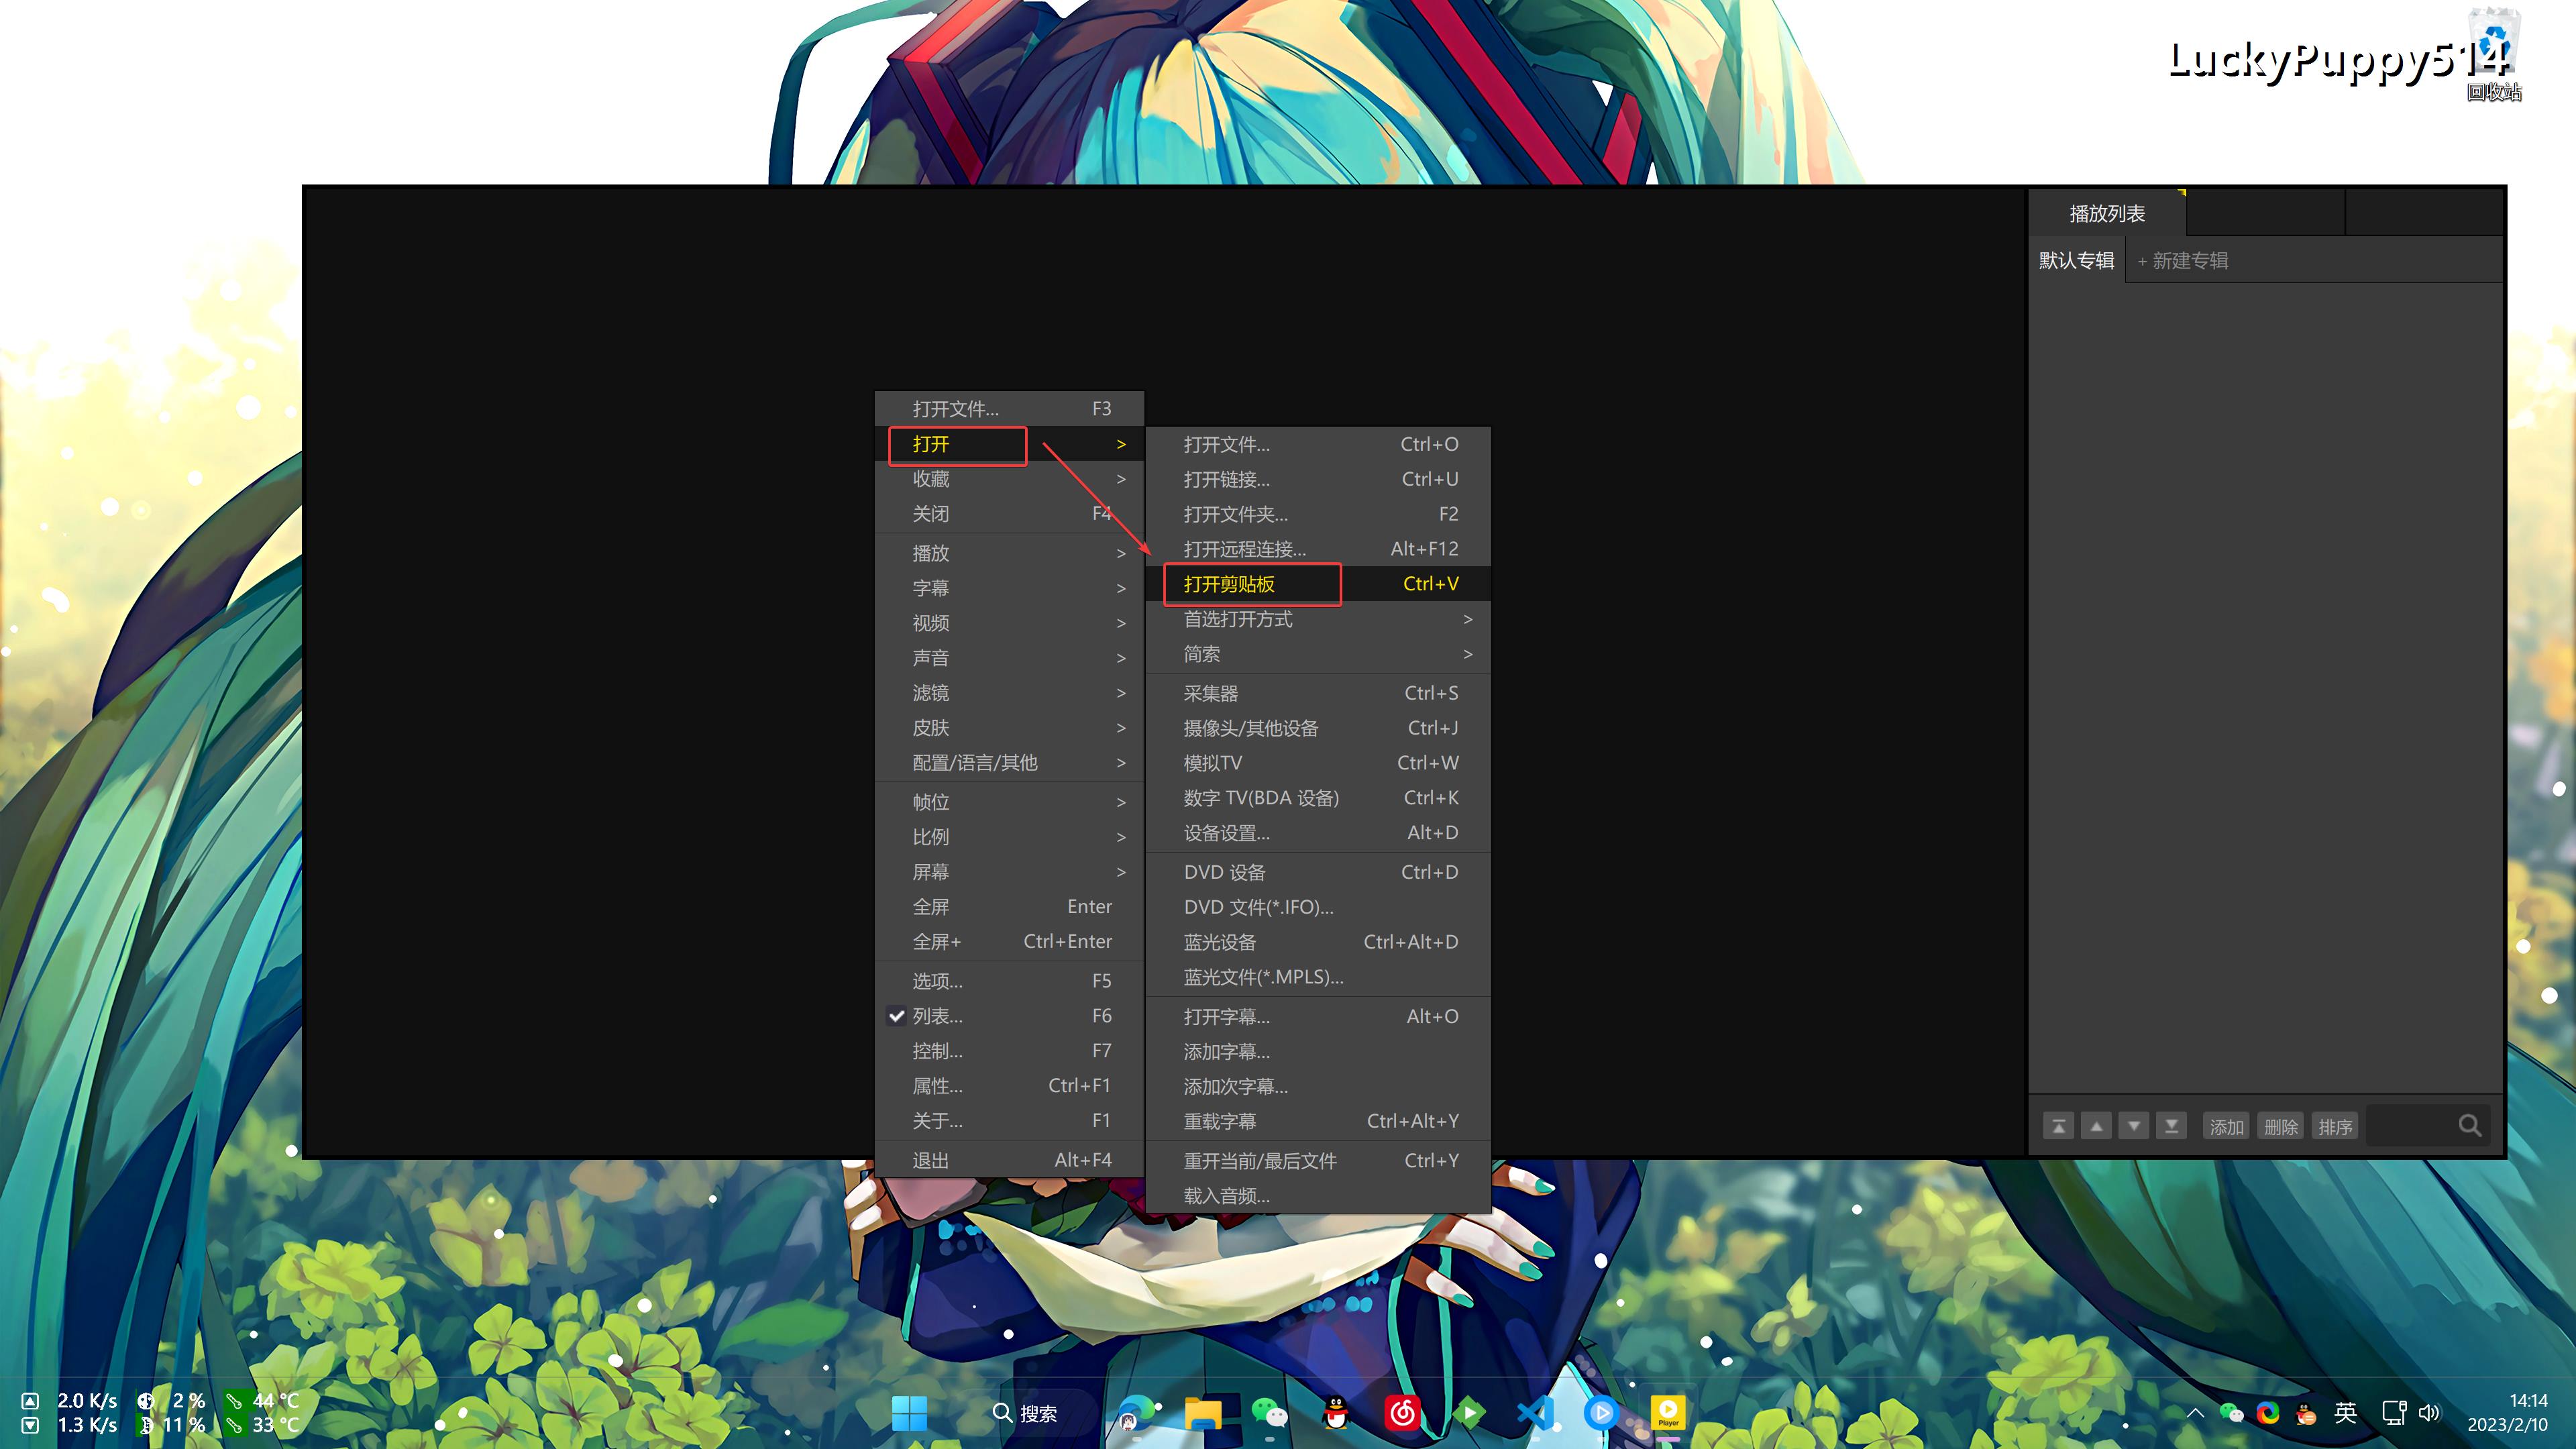 LuckyPuppy514
回收站
播放列表
默认专辑 + 新建专辑
打开文件... F3
打开 >
收藏 >
关闭 F4
播放 >
字幕 >
视频 >
声音 >
滤镜 >
皮肤 >
配置/语言/其他 >
帧位 >
比例 >
屏幕 >
全屏 Enter
全屏+ Ctrl+Enter
选项... F5
列表... F6
控制... F7
属性... Ctrl+F1
关于... F1
退出 Alt+F4
打开文件... Ctrl+O
打开链接... Ctrl+U
打开文件夹... F2
打开远程连接... Alt+F12
打开剪贴板 Ctrl+V
首选打开方式 >
简索 >
采集器 Ctrl+S
摄像头/其他设备 Ctrl+J
模拟TV Ctrl+W
数字 TV(BDA 设备) Ctrl+K
设备设置... Alt+D
DVD 设备 Ctrl+D
DVD 文件(*.IFO)...
蓝光设备 Ctrl+Alt+D
蓝光文件(*.MPLS)...
打开字幕... Alt+O
添加字幕...
添加次字幕...
重载字幕 Ctrl+Alt+Y
重开当前/最后文件 Ctrl+Y
载入音频...
添加 删除 排序
2.0 K/s 2 % 44 °C
1.3 K/s 11 % 33 °C
搜索
Player
英
14:14
2023/2/10